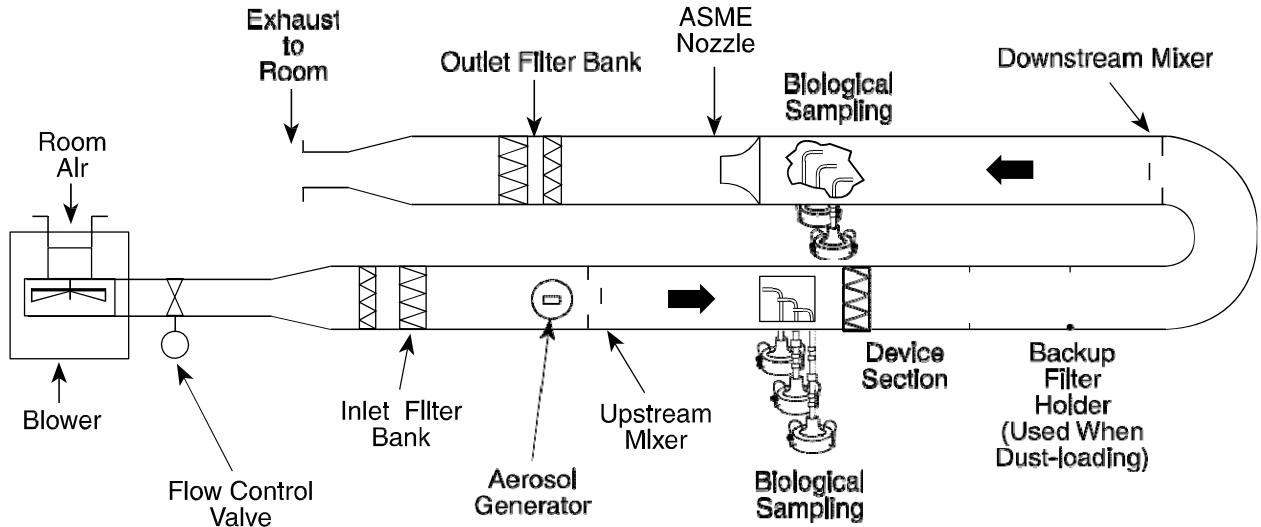 Exhaust
to
Room
Outlet Filter Bank
ASME
Nozzle
Biological
Sampling
Downstream Mixer
Room
Air
Blower
Flow Control
Valve
Inlet Filter
Bank
Aerosol
Generator
Upstream
Mixer
Biological
Sampling
Device
Section
Backup
Filter
Holder
(Used When
Dust-loading)